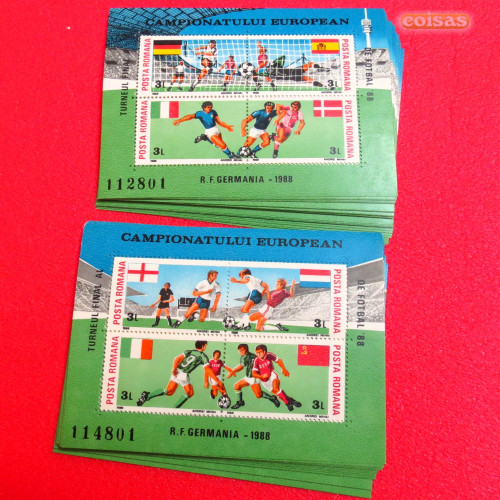 coisas
CAMPIONATULUI EUROPEAN
TURNEUL FINAL AL
DE FOTBAL '88
POSTA ROMANA
POSTA ROMANA
3L
3L
POSTA ROMANA
POSTA ROMANA
3L
3L
112801
R.F. GERMANIA - 1988
CAMPIONATULUI EUROPEAN
TURNEUL FINAL AL
DE FOTBAL '88
POSTA ROMANA
POSTA ROMANA
3L
3L
POSTA ROMANA
POSTA ROMANA
3L
3L
114801
R.F. GERMANIA - 1988